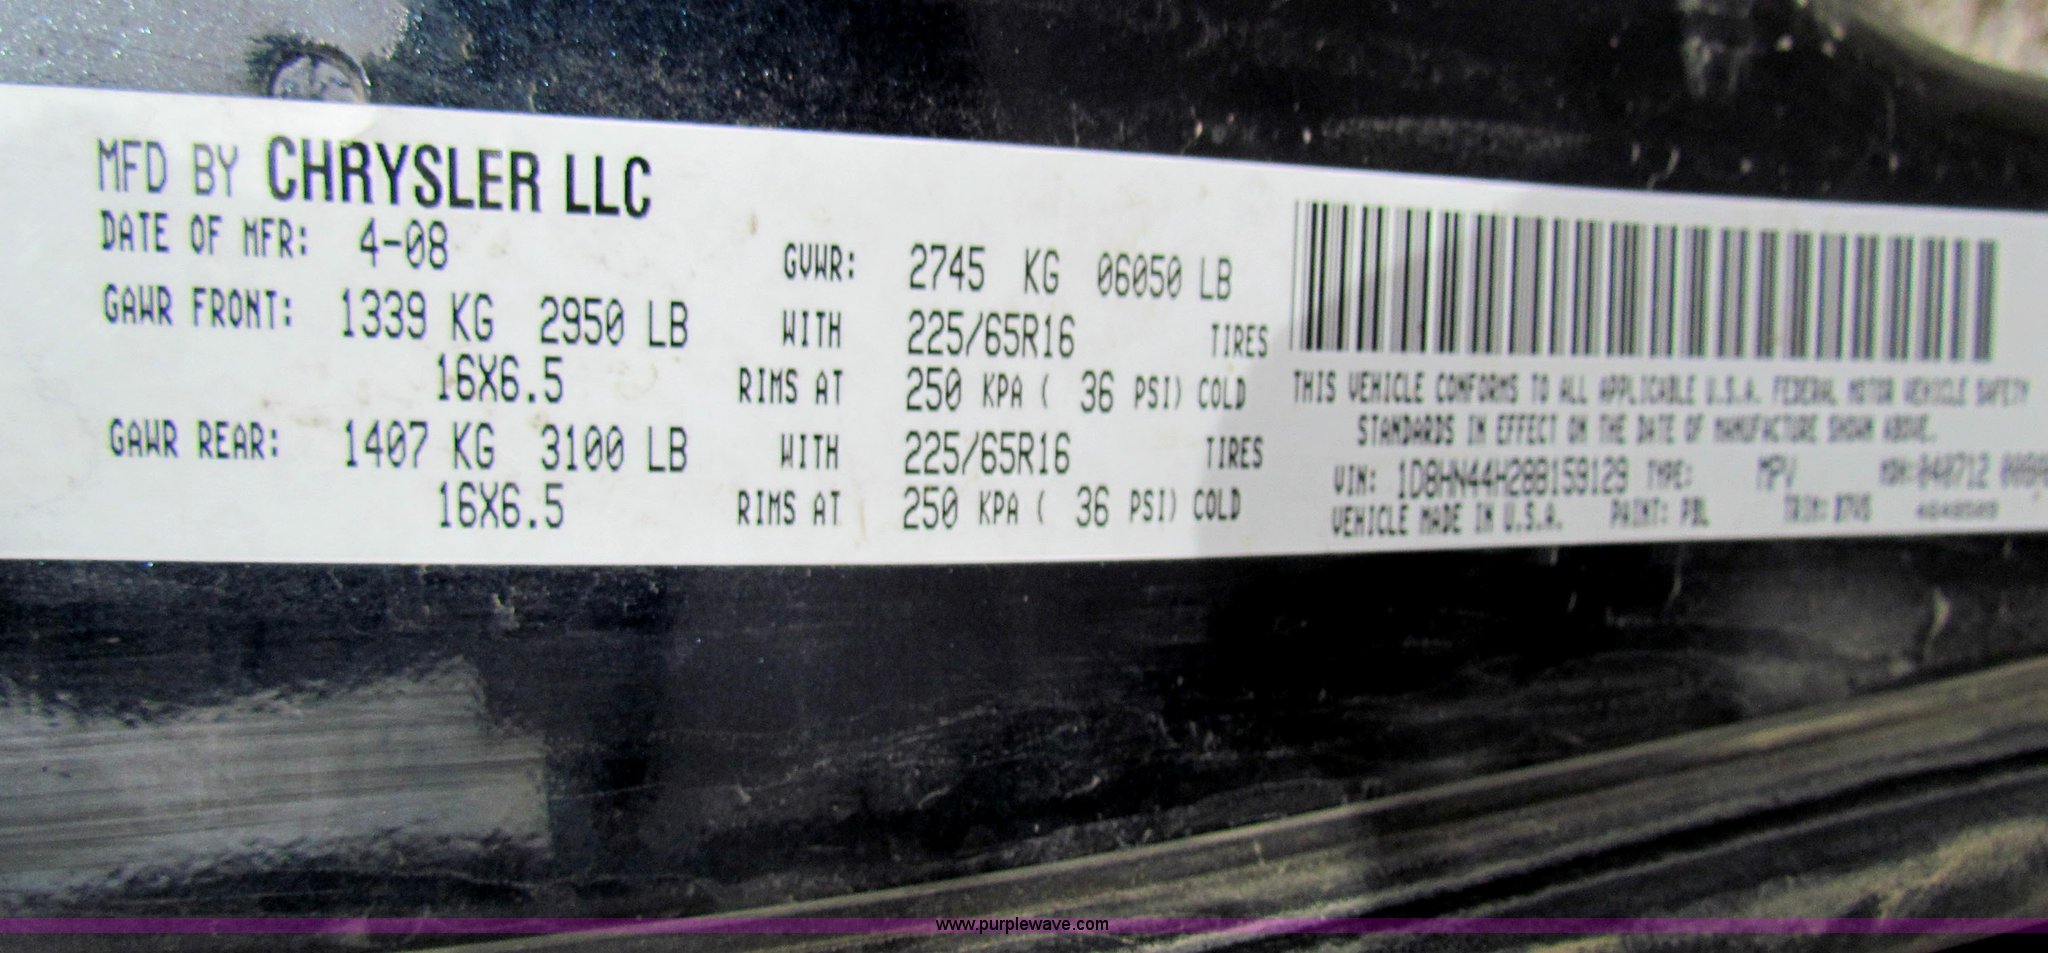 MFD BY CHRYSLER LLC
DATE OF MFR: 4-08
GVWR: 2745 KG 06050 LB
GAWR FRONT: 1339 KG 2950 LB WITH 225/65R16 TIRES
16X6.5 RIMS AT 250 KPA ( 36 PSI) COLD
GAWR REAR: 1407 KG 3100 LB WITH 225/65R16 TIRES
16X6.5 RIMS AT 250 KPA ( 36 PSI) COLD
THIS VEHICLE CONFORMS TO ALL APPLICABLE U.S.A. FEDERAL MOTOR VEHICLE SAFETY
STANDARDS IN EFFECT ON THE DATE OF MANUFACTURE SHOWN ABOVE.
VIN: 1D8HN44H28B159129 TYPE: MPV MDH:040712
VEHICLE MADE IN U.S.A. PAINT: PBL TRIM:
www.purplewave.com